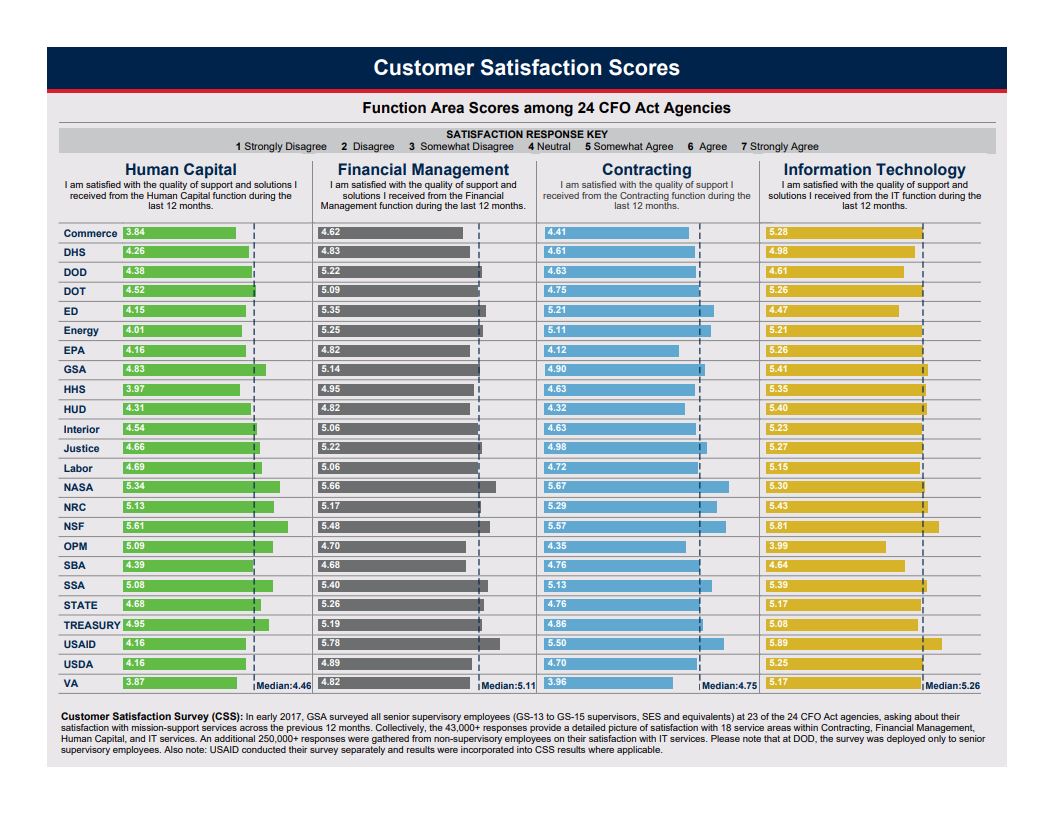 Customer Satisfaction Scores
Function Area Scores among 24 CFO Act Agencies
SATISFACTION RESPONSE KEY
1 Strongly Disagree 2 Disagree 3 Somewhat Disagree 4 Neutral 5 Somewhat Agree 6 Agree 7 Strongly Agree
Human Capital
I am satisfied with the quality of support and solutions I
received from the Human Capital function during the
last 12 months.
Financial Management
I am satisfied with the quality of support and
solutions I received from the Financial
Management function during the last 12 months.
Contracting
I am satisfied with the quality of support I
received from the Contracting function during the
last 12 months.
Information Technology
I am satisfied with the quality of support and
solutions I received from the IT function during the
last 12 months.
Commerce 3.84 4.62 4.41 5.28
DHS 4.26 4.83 4.61 4.98
DOD 4.38 5.22 4.63 4.61
DOT 4.52 5.09 4.75 5.26
ED 4.15 5.35 5.21 4.47
Energy 4.01 5.25 5.11 5.21
EPA 4.16 4.82 4.12 5.26
GSA 4.83 5.14 4.90 5.41
HHS 3.97 4.95 4.63 5.35
HUD 4.31 4.82 4.32 5.40
Interior 4.54 5.06 4.63 5.23
Justice 4.66 5.22 4.98 5.27
Labor 4.69 5.06 4.72 5.15
NASA 5.34 5.66 5.67 5.30
NRC 5.13 5.17 5.29 5.43
NSF 5.61 5.48 5.57 5.81
OPM 5.09 4.70 4.35 3.99
SBA 4.39 4.68 4.76 4.64
SSA 5.08 5.40 5.13 5.39
STATE 4.68 5.26 4.76 5.17
TREASURY 4.95 5.19 4.86 5.08
USAID 4.16 5.78 5.50 5.89
USDA 4.16 4.89 4.70 5.25
VA 3.87 Median:4.46 4.82 Median:5.11 3.96 Median:4.75 5.17 Median:5.26
Customer Satisfaction Survey (CSS): In early 2017, GSA surveyed all senior supervisory employees (GS-13 to GS-15 supervisors, SES and equivalents) at 23 of the 24 CFO Act agencies, asking about their
satisfaction with mission-support services across the previous 12 months. Collectively, the 43,000+ responses provide a detailed picture of satisfaction with 18 service areas within Contracting, Financial Management,
Human Capital, and IT services. An additional 250,000+ responses were gathered from non-supervisory employees on their satisfaction with IT services. Please note that at DOD, the survey was deployed only to senior
supervisory employees. Also note: USAID conducted their survey separately and results were incorporated into CSS results where applicable.